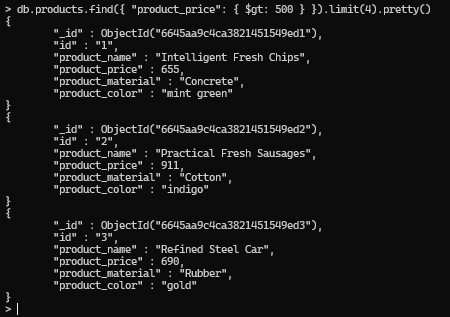 > db.products.find({ "product_price": { $gt: 500 } }).limit(4).pretty()
{
        "_id" : ObjectId("6645aa9c4ca3821451549ed1"),
        "id" : "1",
        "product_name" : "Intelligent Fresh Chips",
        "product_price" : 655,
        "product_material" : "Concrete",
        "product_color" : "mint green"
}
{
        "_id" : ObjectId("6645aa9c4ca3821451549ed2"),
        "id" : "2",
        "product_name" : "Practical Fresh Sausages",
        "product_price" : 911,
        "product_material" : "Cotton",
        "product_color" : "indigo"
}
{
        "_id" : ObjectId("6645aa9c4ca3821451549ed3"),
        "id" : "3",
        "product_name" : "Refined Steel Car",
        "product_price" : 690,
        "product_material" : "Rubber",
        "product_color" : "gold"
}
>